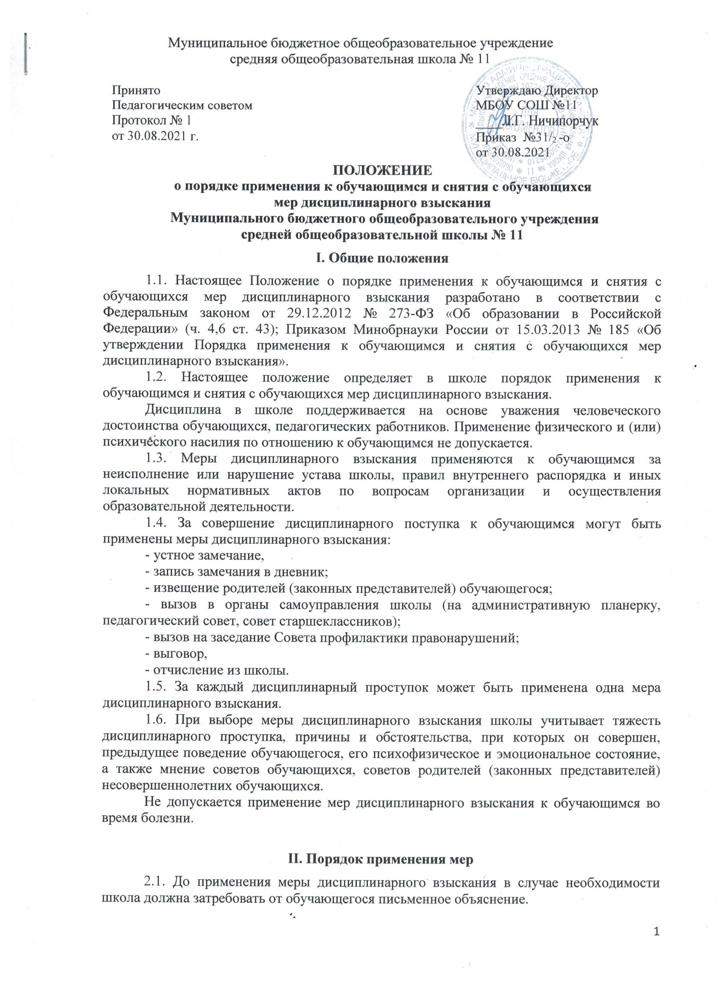 Муниципальное бюджетное общеобразовательное учреждение
средняя общеобразовательная школа № 11
Принято
Педагогическим советом
Протокол № 1
от 30.08.2021 г.
Утверждаю Директор
МБОУ СОШ №11
____Л.Г. Ничипорчук
Приказ №31/2 -о
от 30.08.2021
ДЛЯ
ДОКУМЕНТОВ
ПОЛОЖЕНИЕ
о порядке применения к обучающимся и снятия с обучающихся
мер дисциплинарного взыскания
Муниципального бюджетного общеобразовательного учреждения
средней общеобразовательной школы № 11
I. Общие положения
1.1. Настоящее Положение о порядке применения к обучающимся и снятия с
обучающихся мер дисциплинарного взыскания разработано в соответствии с
Федеральным законом от 29.12.2012 № 273-ФЗ «Об образовании в Российской
Федерации» (ч. 4,6 ст. 43); Приказом Минобрнауки России от 15.03.2013 № 185 «Об
утверждении Порядка применения к обучающимся и снятия с обучающихся мер
дисциплинарного взыскания».
1.2. Настоящее положение определяет в школе порядок применения к
обучающимся и снятия с обучающихся мер дисциплинарного взыскания.
Дисциплина в школе поддерживается на основе уважения человеческого
достоинства обучающихся, педагогических работников. Применение физического и (или)
психического насилия по отношению к обучающимся не допускается.
1.3. Меры дисциплинарного взыскания применяются к обучающимся за
неисполнение или нарушение устава школы, правил внутреннего распорядка и иных
локальных нормативных актов по вопросам организации и осуществления
образовательной деятельности.
1.4. За совершение дисциплинарного поступка к обучающимся могут быть
применены меры дисциплинарного взыскания:
- устное замечание,
- запись замечания в дневник;
- извещение родителей (законных представителей) обучающегося;
- вызов в органы самоуправления школы (на административную планерку,
педагогический совет, совет старшеклассников);
- вызов на заседание Совета профилактики правонарушений;
- выговор,
- отчисление из школы.
1.5. За каждый дисциплинарный проступок может быть применена одна мера
дисциплинарного взыскания.
1.6. При выборе меры дисциплинарного взыскания школы учитывает тяжесть
дисциплинарного проступка, причины и обстоятельства, при которых он совершен,
предыдущее поведение обучающегося, его психофизическое и эмоциональное состояние,
а также мнение советов обучающихся, советов родителей (законных представителей)
несовершеннолетних обучающихся.
Не допускается применение мер дисциплинарного взыскания к обучающимся во
время болезни.
II. Порядок применения мер
2.1. До применения меры дисциплинарного взыскания в случае необходимости
школа должна затребовать от обучающегося письменное объяснение.
1